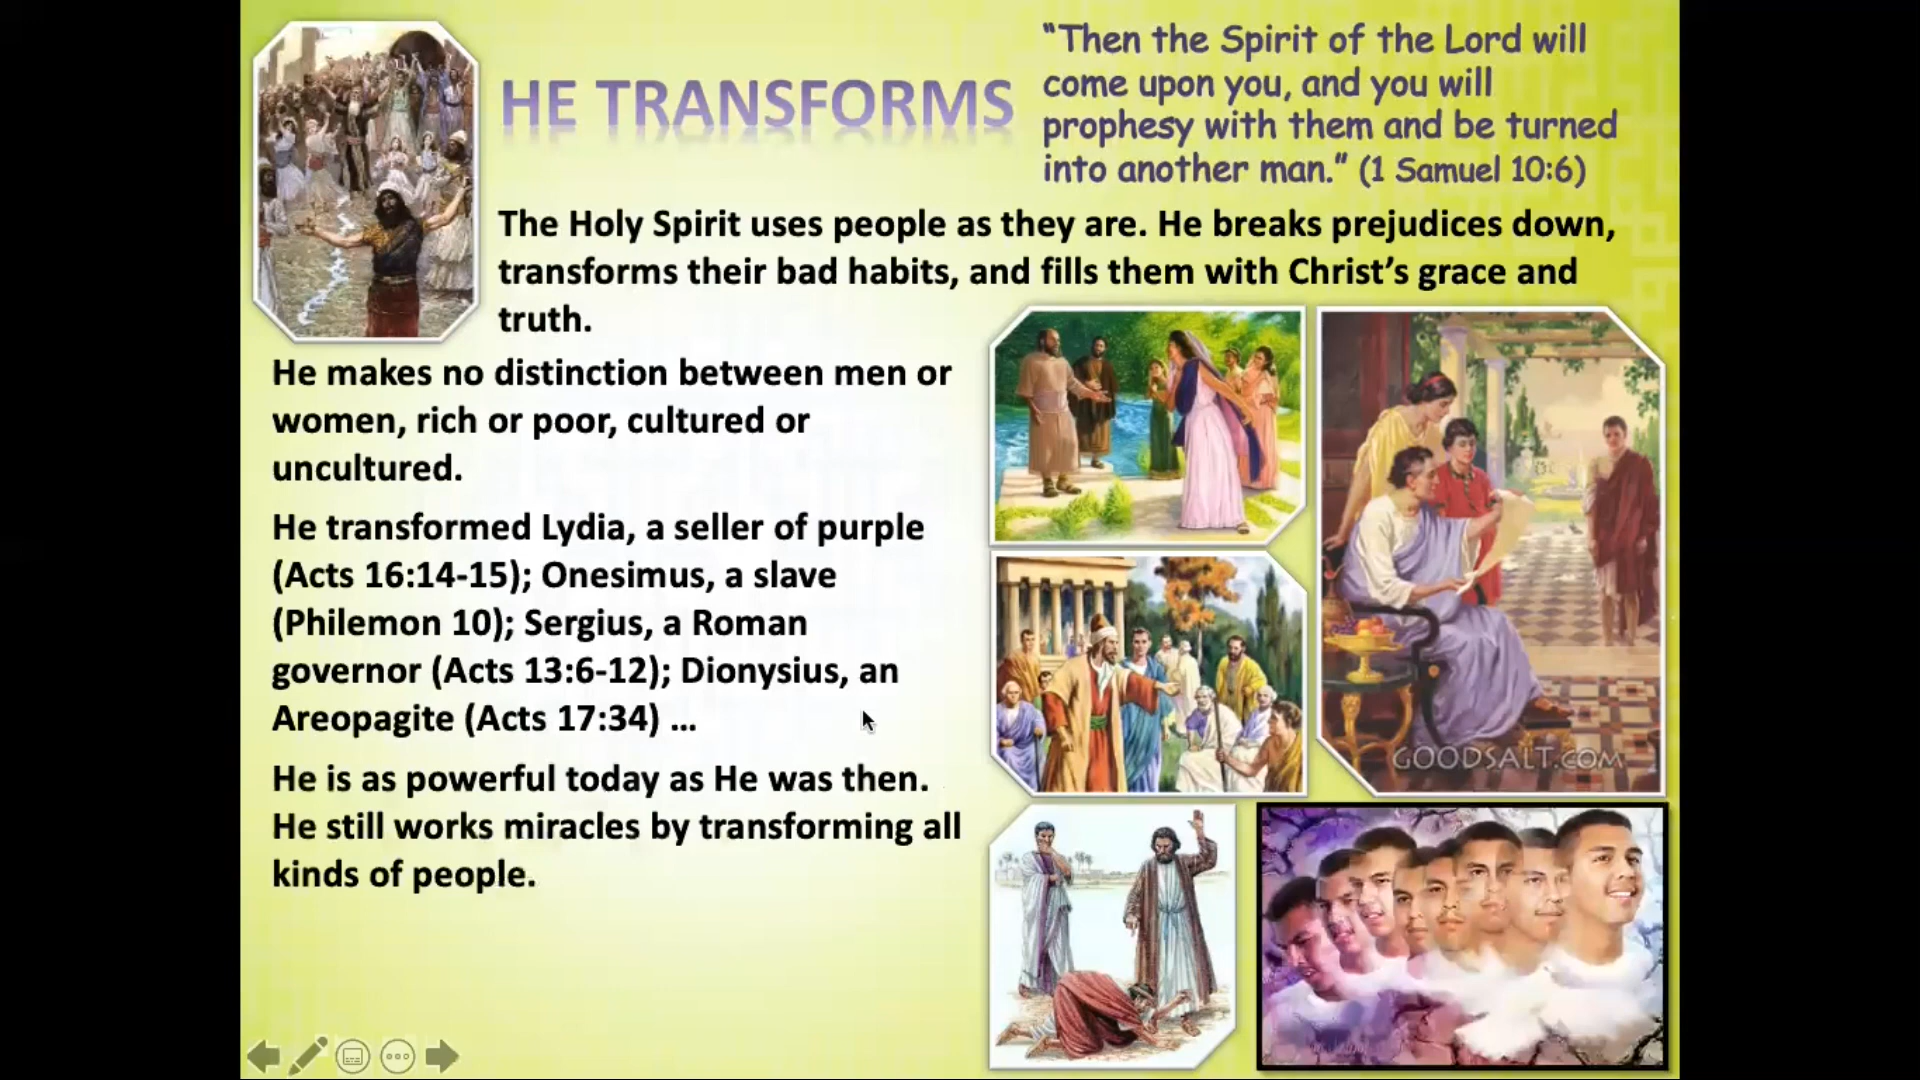 HE TRANSFORMS
“Then the Spirit of the Lord will
come upon you, and you will
prophesy with them and be turned
into another man.” (1 Samuel 10:6)
The Holy Spirit uses people as they are. He breaks prejudices down,
transforms their bad habits, and fills them with Christ’s grace and
truth.
He makes no distinction between men or
women, rich or poor, cultured or
uncultured.
He transformed Lydia, a seller of purple
(Acts 16:14-15); Onesimus, a slave
(Philemon 10); Sergius, a Roman
governor (Acts 13:6-12); Dionysius, an
Areopagite (Acts 17:34) ...
He is as powerful today as He was then.
He still works miracles by transforming all
kinds of people.
GOODSALT.COM